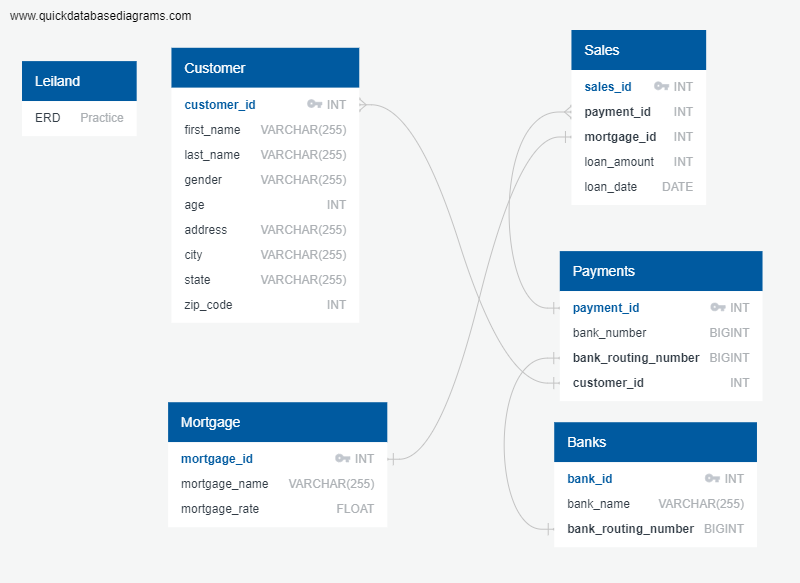 www.quickdatabasediagrams.com
Leiland
ERD Practice
Customer
customer_id INT
first_name VARCHAR(255)
last_name VARCHAR(255)
gender VARCHAR(255)
age INT
address VARCHAR(255)
city VARCHAR(255)
state VARCHAR(255)
zip_code INT
Sales
sales_id INT
payment_id INT
mortgage_id INT
loan_amount INT
loan_date DATE
Payments
payment_id INT
bank_number BIGINT
bank_routing_number BIGINT
customer_id INT
Mortgage
mortgage_id INT
mortgage_name VARCHAR(255)
mortgage_rate FLOAT
Banks
bank_id INT
bank_name VARCHAR(255)
bank_routing_number BIGINT